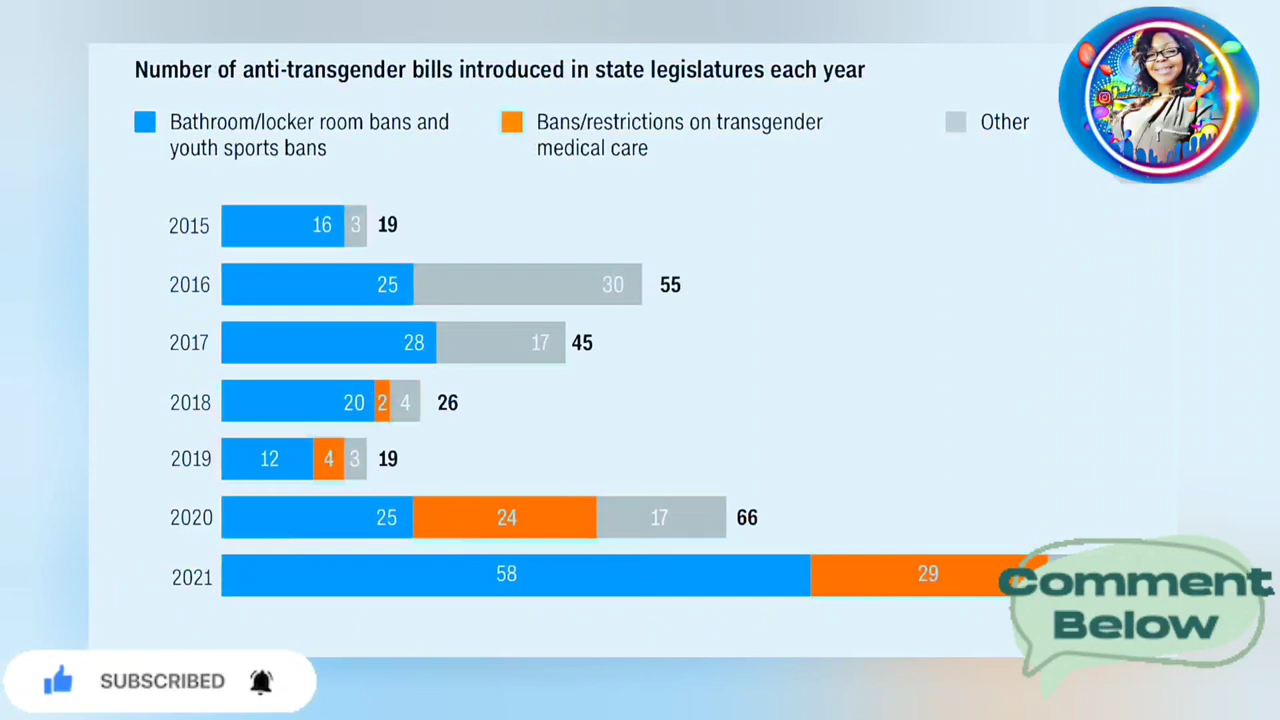 Number of anti-transgender bills introduced in state legislatures each year
Bathroom/locker room bans and
youth sports bans
Bans/restrictions on transgender
medical care
Other
2015 16 3 19
2016 25 30 55
2017 28 17 45
2018 20 2 4 26
2019 12 4 3 19
2020 25 24 17 66
2021 58 29
Comment
Below
SUBSCRIBED